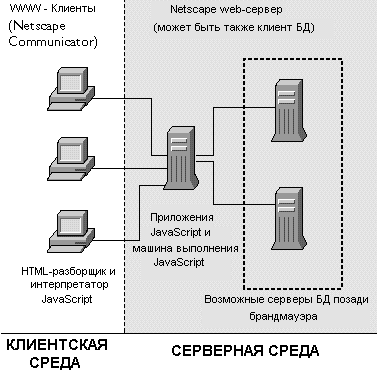 WWW - Клиенты
(Netscape
Communicator)
Netscape web-сервер
(может быть также клиент БД)
Приложения
JavaScript и
машина выполнения
JavaScript
HTML-разборщик и
интерпретатор
JavaScript
Возможные серверы БД позади
брандмауэра
КЛИЕНТСКАЯ
СРЕДА
СЕРВЕРНАЯ СРЕДА